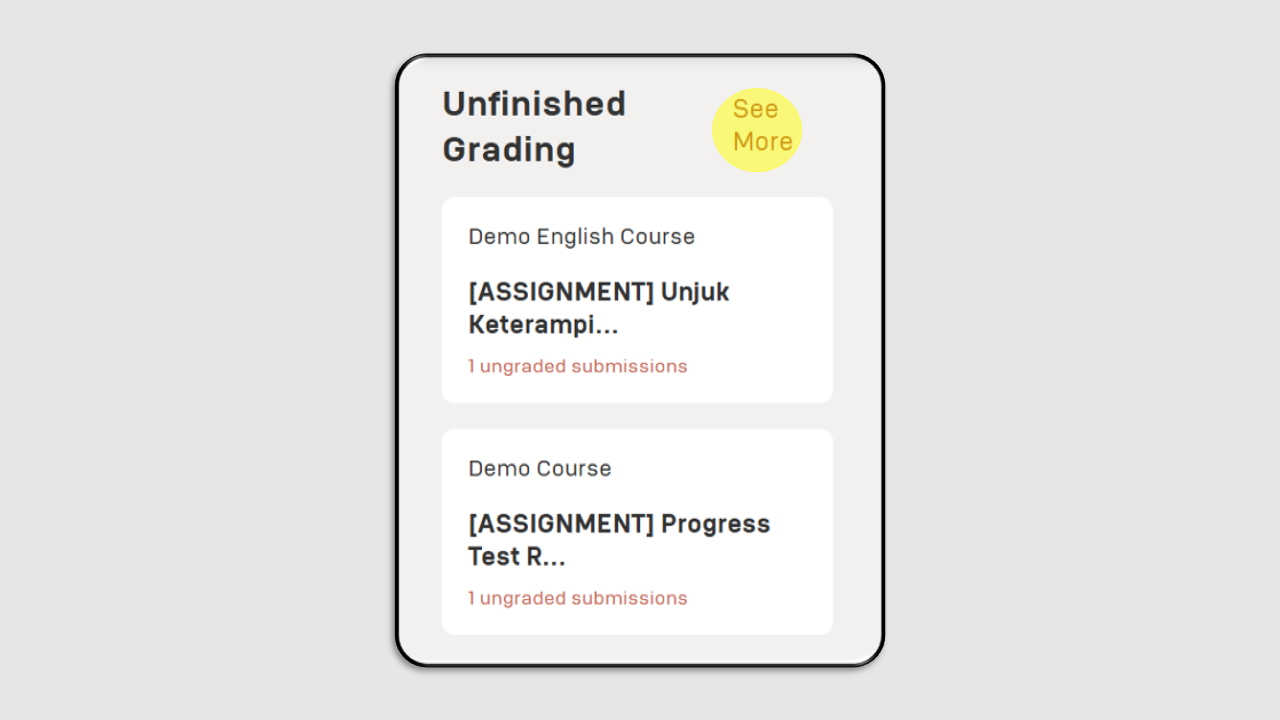 Unfinished
Grading
See
More
Demo English Course
[ASSIGNMENT] Unjuk
Keterampi...
1 ungraded submissions
Demo Course
[ASSIGNMENT] Progress
Test R...
1 ungraded submissions